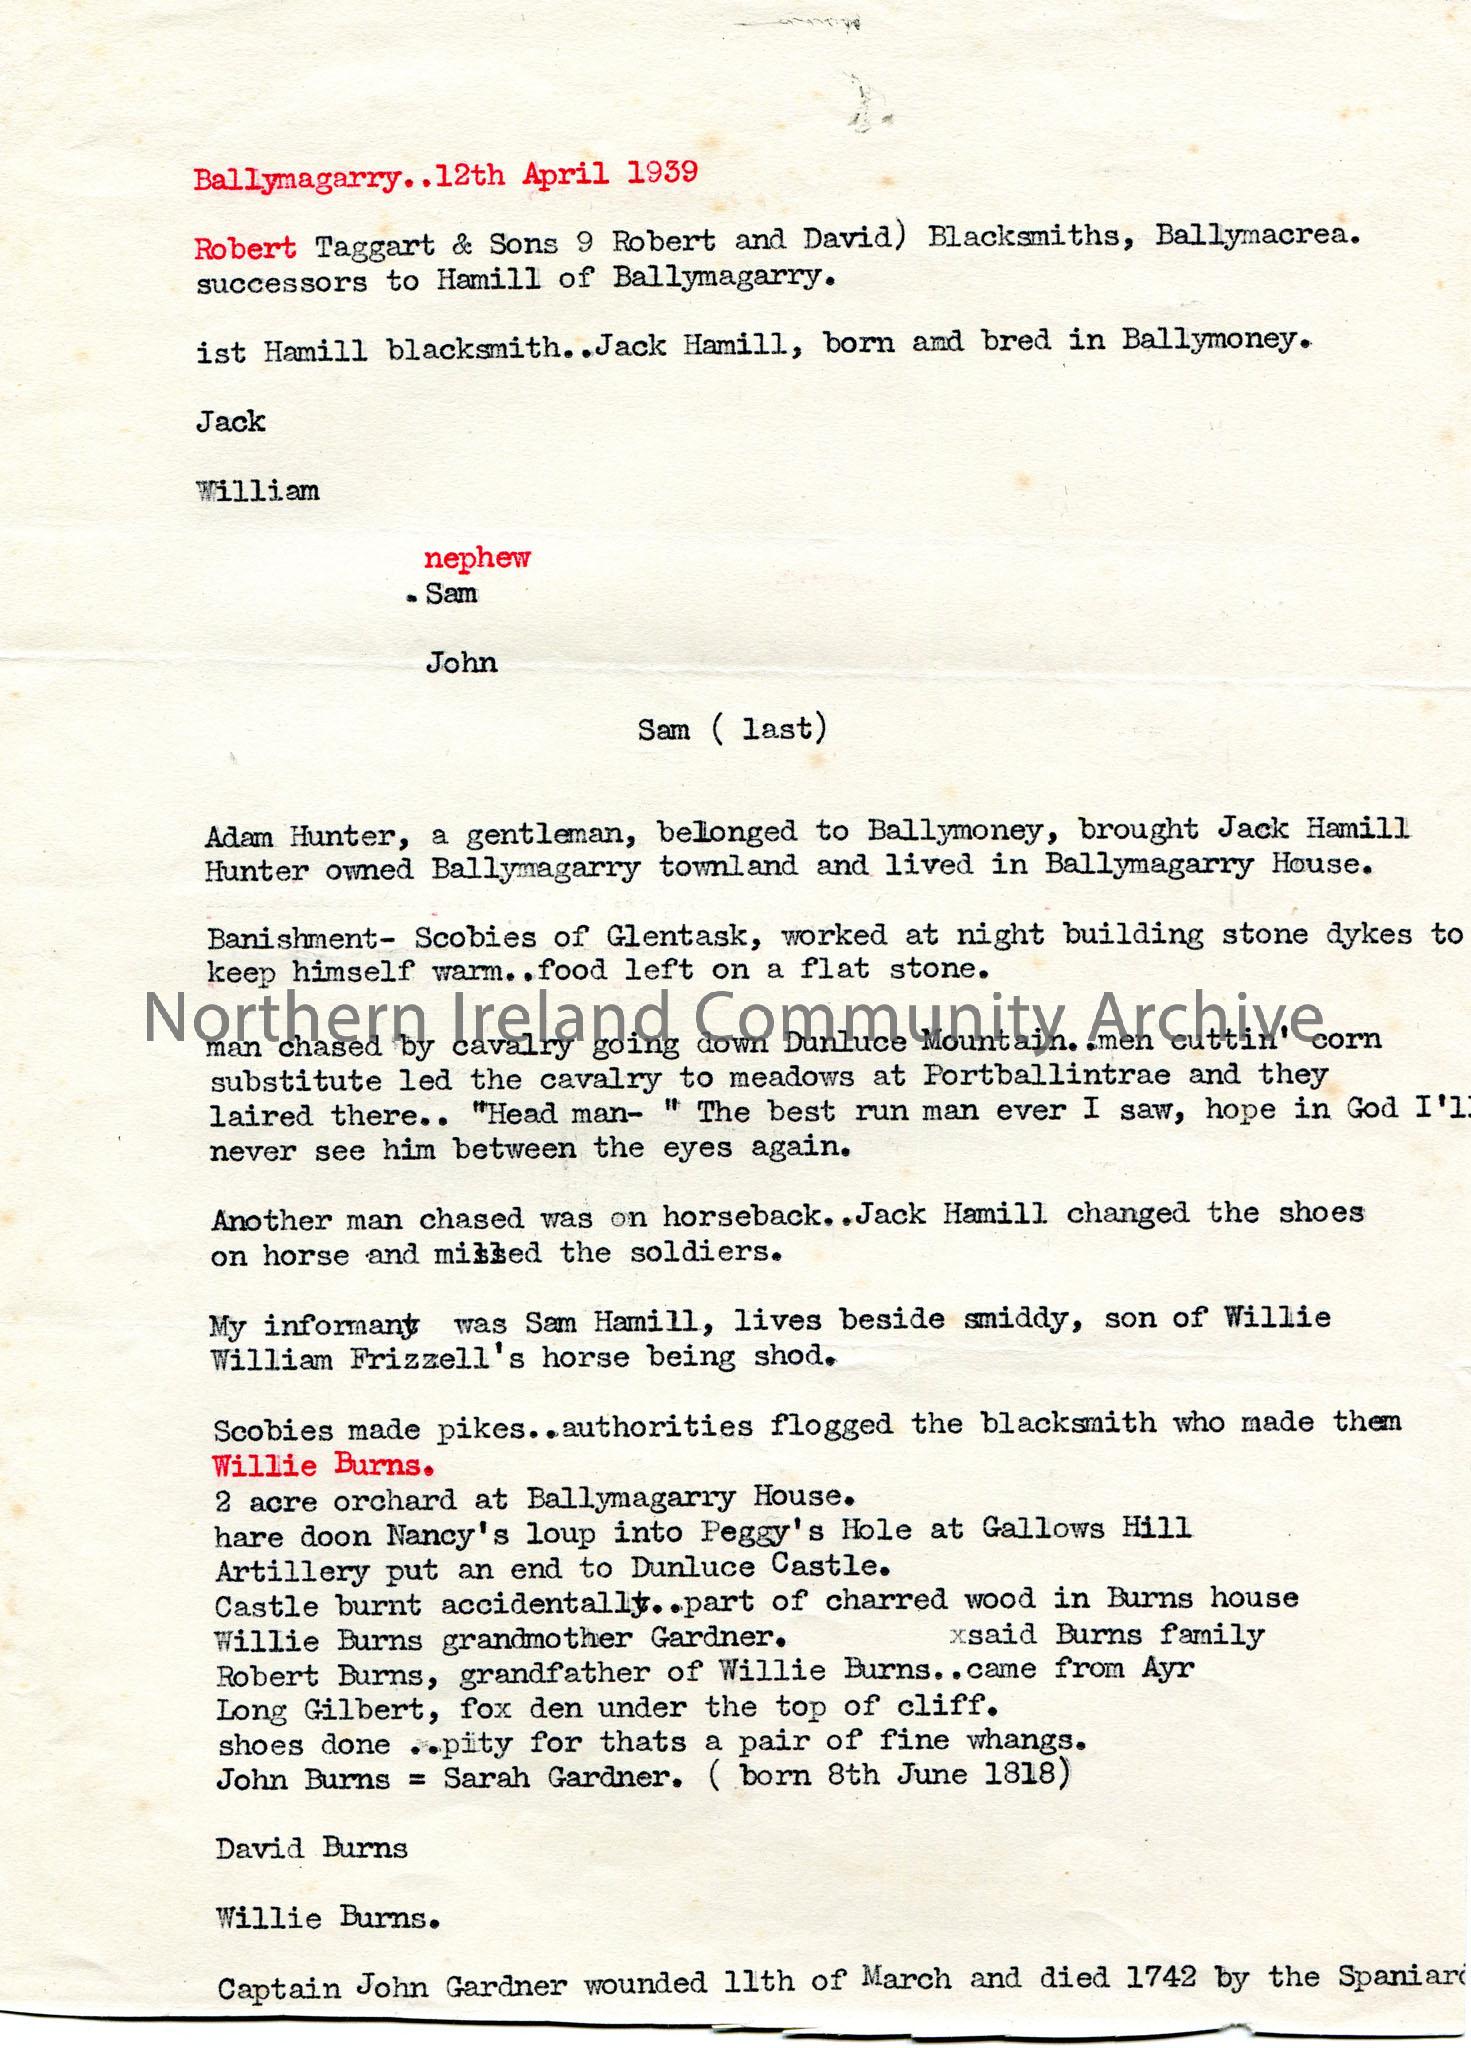 Ballymagarry..12th April 1939
Robert Taggart & Sons 9 Robert and David) Blacksmiths, Ballymacrea.
successors to Hamill of Ballymagarry.
ist Hamill blacksmith..Jack Hamill, born and bred in Ballymoney.
Jack
William
nephew
.Sam
John
Sam ( last)
Adam Hunter, a gentleman, belonged to Ballymoney, brought Jack Hamill
Hunter owned Ballymagarry townland and lived in Ballymagarry House.
Banishment- Scobies of Glentask, worked at night building stone dykes to
keep himself warm..food left on a flat stone.
Northern Ireland Community Archive
man chased by cavalry going down Dunluce Mountain..men cuttin' corn
substitute led the cavalry to meadows at Portballintrae and they
laired there.. "Head man- " The best run man ever I saw, hope in God I'll
never see him between the eyes again.
Another man chased was on horseback..Jack Hamill changed the shoes
on horse and missed the soldiers.
My informant was Sam Hamill, lives beside smiddy, son of Willie
William Frizzell's horse being shod.
Scobies made pikes..authorities flogged the blacksmith who made them
Willie Burns.
2 acre orchard at Ballymagarry House.
hare doon Nancy's loup into Peggy's Hole at Gallows Hill
Artillery put an end to Dunluce Castle.
Castle burnt accidentally..part of charred wood in Burns house
Willie Burns grandmother Gardner. xsaid Burns family
Robert Burns, grandfather of Willie Burns..came from Ayr
Long Gilbert, fox den under the top of cliff.
shoes done ..pity for thats a pair of fine whangs.
John Burns = Sarah Gardner. ( born 8th June 1818)
David Burns
Willie Burns.
Captain John Gardner wounded 11th of March and died 1742 by the Spaniard